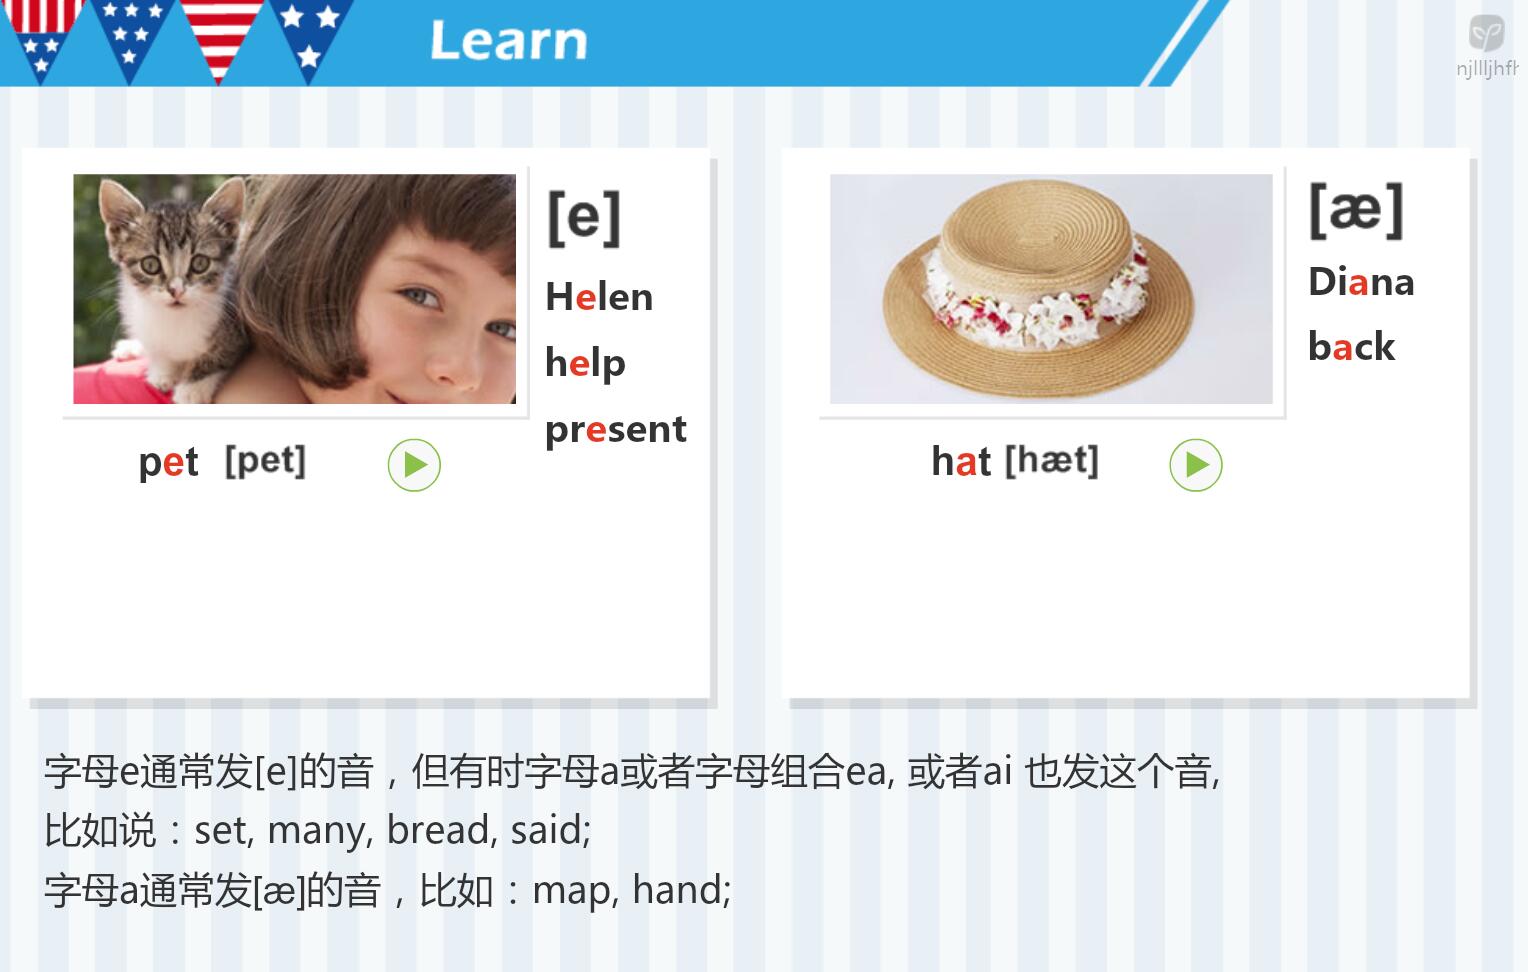 Learn
njllljhfh
[e]
Helen
help
present
pet [pet]
[æ]
Diana
back
hat [hæt]
字母e通常发[e]的音，但有时字母a或者字母组合ea, 或者ai 也发这个音,
比如说：set, many, bread, said;
字母a通常发[æ]的音，比如：map, hand;